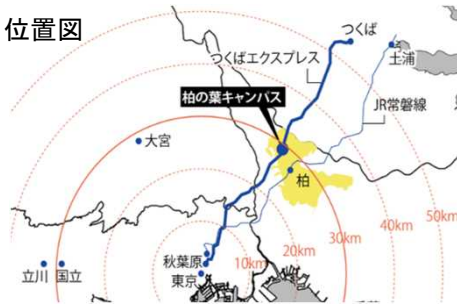 位置図
つくば
つくばエクスプレス
土浦
柏の葉キャンパス
JR常磐線
大宮
柏
50km
40km
30km
20km
10km
秋葉原
東京
立川
国立